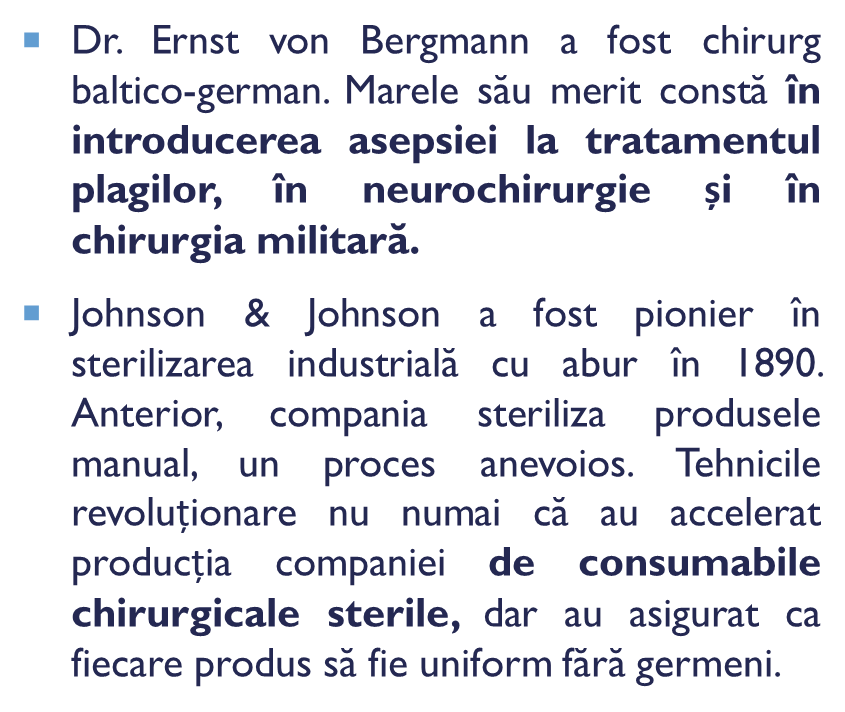 Dr. Ernst von Bergmann a fost chirurg
baltico-german. Marele său merit constă în
introducerea asepsiei la tratamentul
plagilor, în neurochirurgie și în
chirurgia militară.
Johnson & Johnson a fost pionier în
sterilizarea industrială cu abur în 1890.
Anterior, compania steriliza produsele
manual, un proces anevoios. Tehnicile
revoluționare nu numai că au accelerat
producția companiei de consumabile
chirurgicale sterile, dar au asigurat ca
fiecare produs să fie uniform fără germeni.